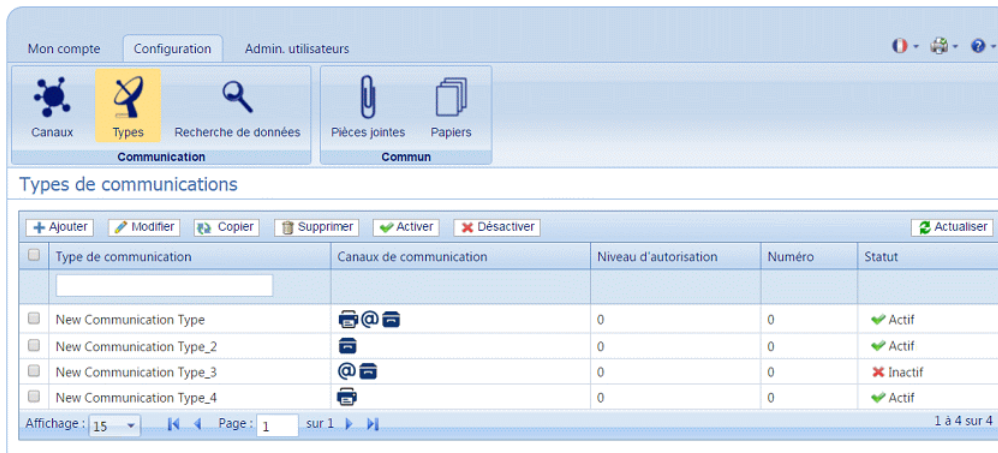 Mon compte Configuration Admin. utilisateurs
Canaux Types Recherche de données Pièces jointes Papiers
Communication Commun
Types de communications
Ajouter Modifier Copier Supprimer Activer Désactiver Actualiser
Type de communication Canaux de communication Niveau d'autorisation Numéro Statut
New Communication Type 0 0 Actif
New Communication Type_2 0 0 Actif
New Communication Type_3 0 0 Inactif
New Communication Type_4 0 0 Actif
Affichage : 15 Page : 1 sur 1 1 à 4 sur 4